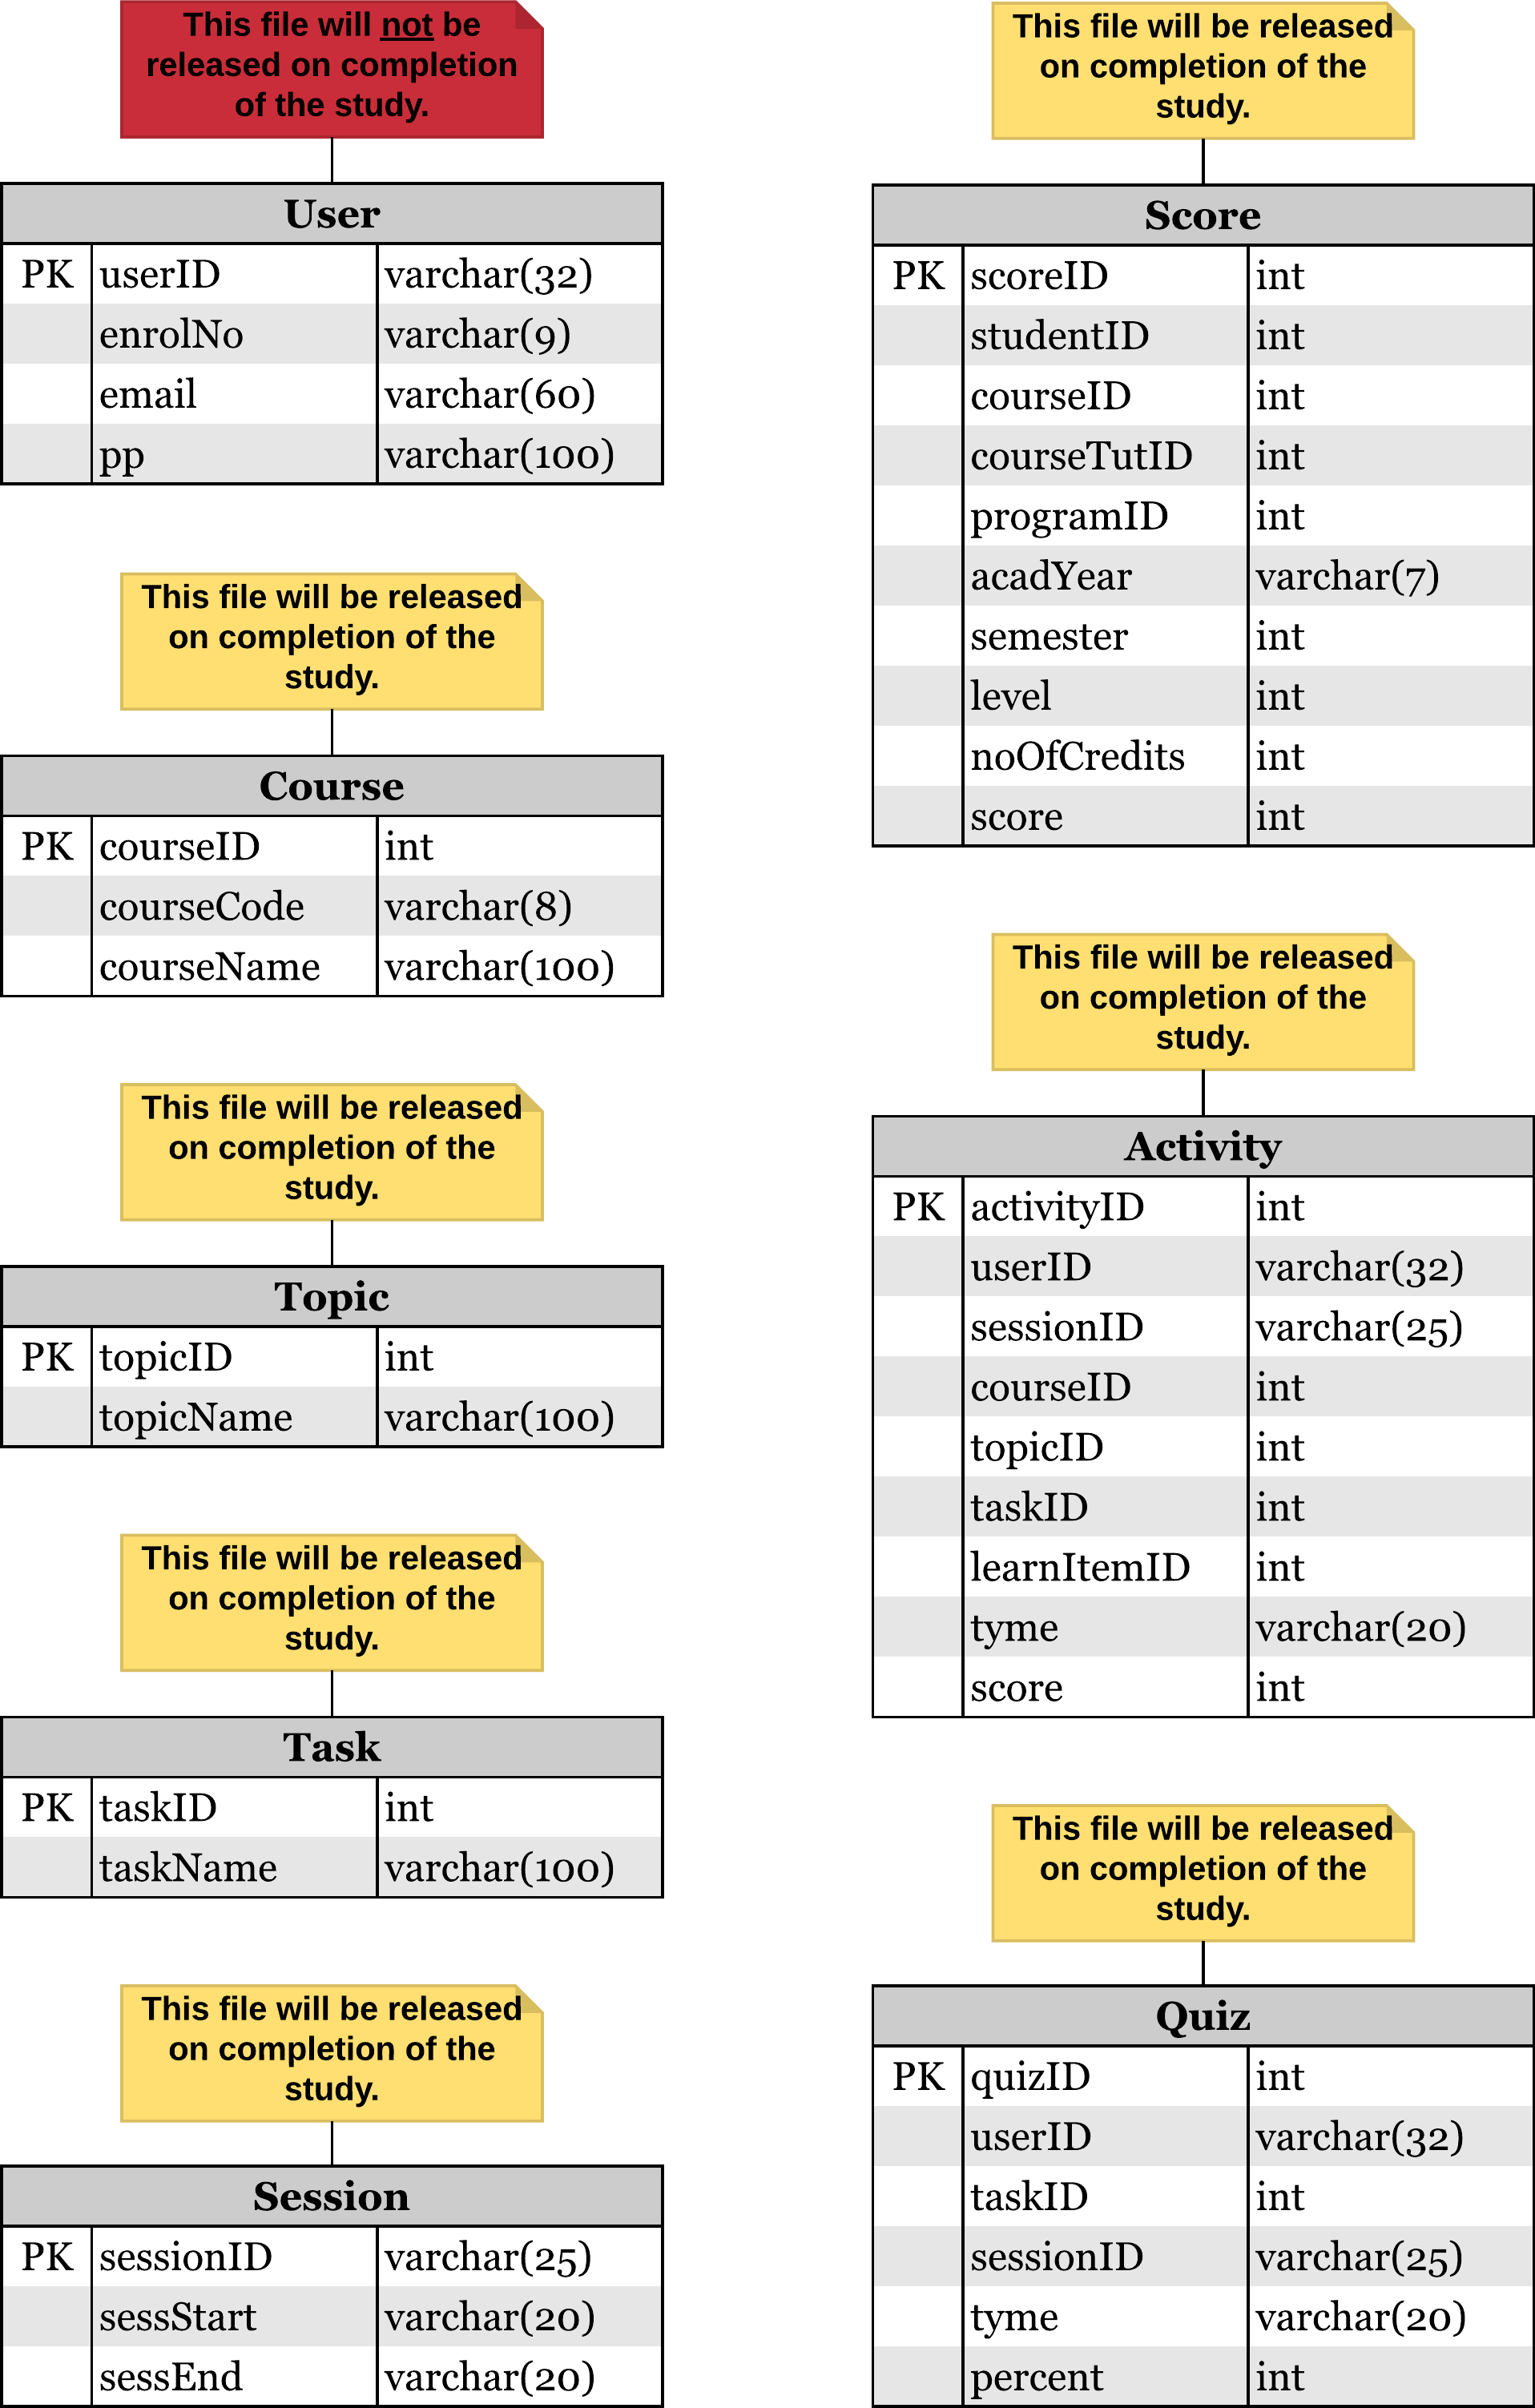 This file will not be
released on completion
of the study.
User
PK userID varchar(32)
enrolNo varchar(9)
email varchar(60)
pp varchar(100)
This file will be released
on completion of the
study.
Course
PK courseID int
courseCode varchar(8)
courseName varchar(100)
This file will be released
on completion of the
study.
Topic
PK topicID int
topicName varchar(100)
This file will be released
on completion of the
study.
Task
PK taskID int
taskName varchar(100)
This file will be released
on completion of the
study.
Session
PK sessionID varchar(25)
sessStart varchar(20)
sessEnd varchar(20)
This file will be released
on completion of the
study.
Score
PK scoreID int
studentID int
courseID int
courseTutID int
programID int
acadYear varchar(7)
semester int
level int
noOfCredits int
score int
This file will be released
on completion of the
study.
Activity
PK activityID int
userID varchar(32)
sessionID varchar(25)
courseID int
topicID int
taskID int
learnItemID int
tyme varchar(20)
score int
This file will be released
on completion of the
study.
Quiz
PK quizID int
userID varchar(32)
taskID int
sessionID varchar(25)
tyme varchar(20)
percent int